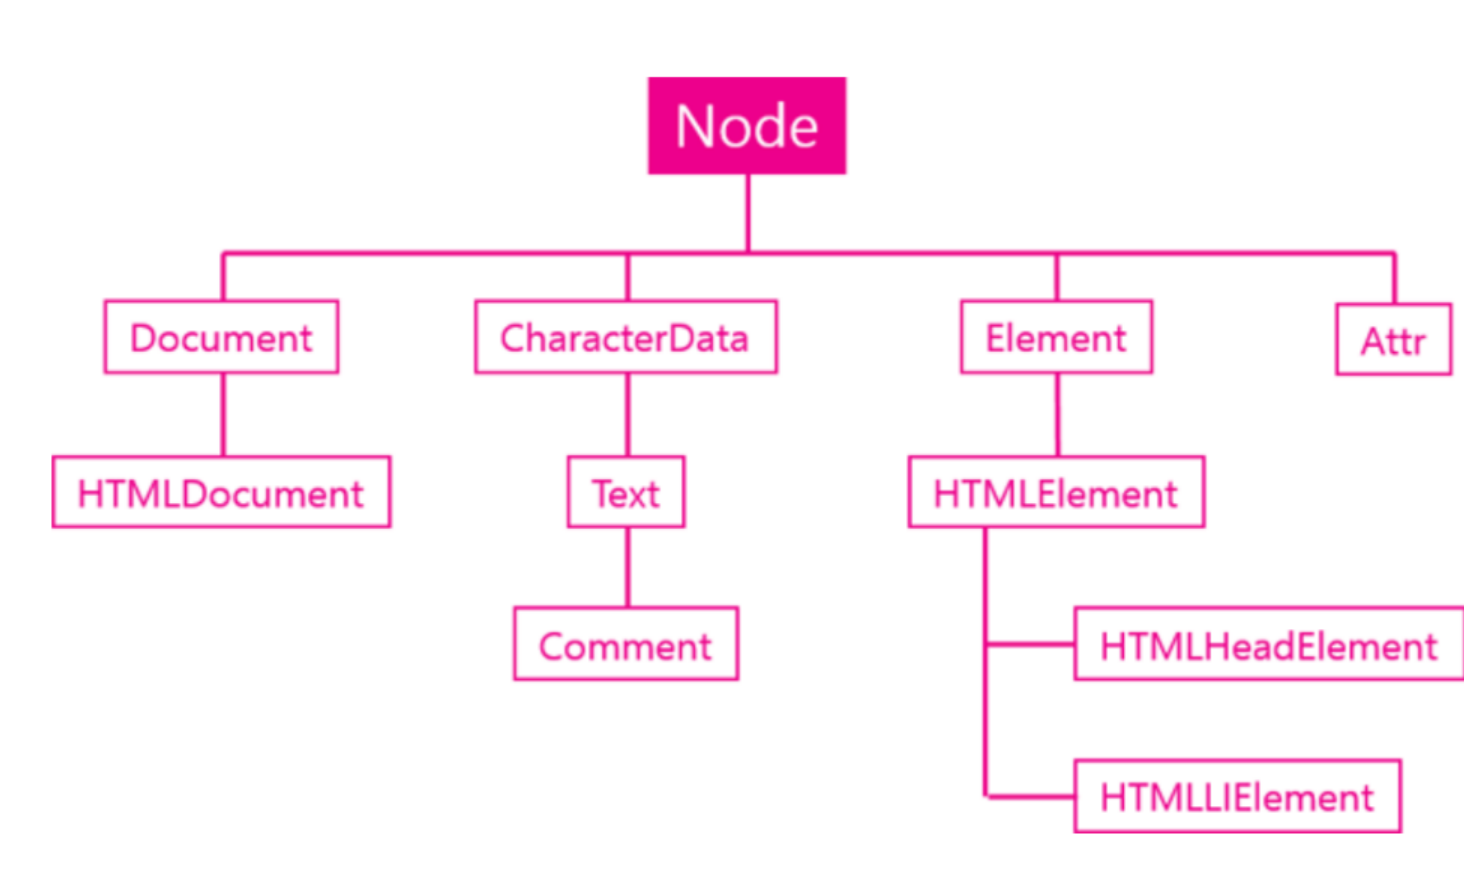 Node
Document
CharacterData
Element
Attr
HTMLDocument
Text
HTMLElement
Comment
HTMLHeadElement
HTMLLIElement